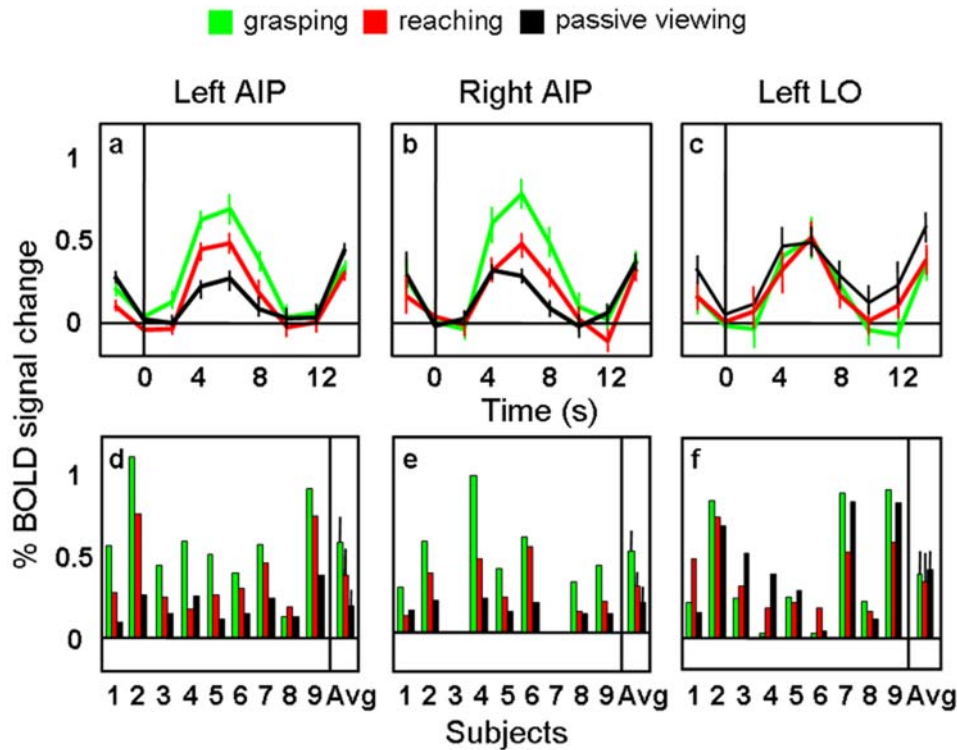 grasping reaching passive viewing
Left AIP Right AIP Left LO
% BOLD signal change
1
0.5
0
a
b
c
0 4 8 12 0 4 8 12 0 4 8 12
Time (s)
% BOLD signal change
1
0.5
0
d
e
f
1 2 3 4 5 6 7 8 9 Avg 1 2 3 4 5 6 7 8 9 Avg 1 2 3 4 5 6 7 8 9 Avg
Subjects